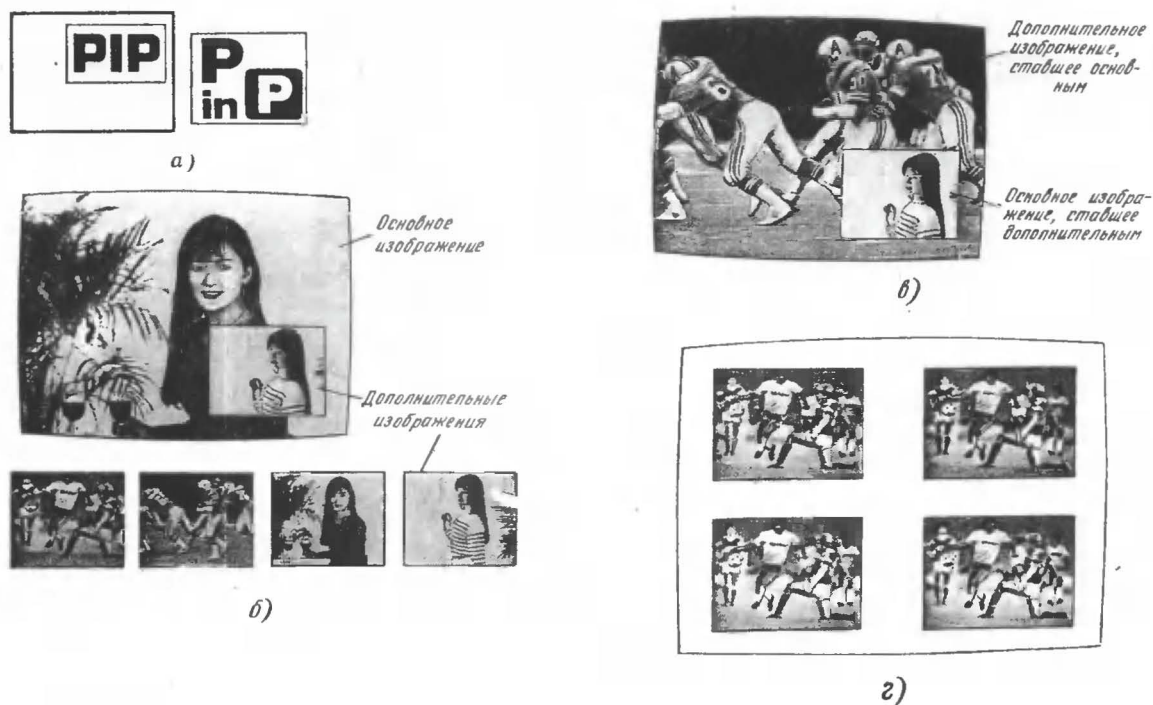 PIP
P
in P
а)
Основное
изображение
Дополнительные
изображения
б)
Дополнительное
изображение,
ставшее основ-
ным
Основное изобра-
жение, ставшее
дополнительным
в)
г)